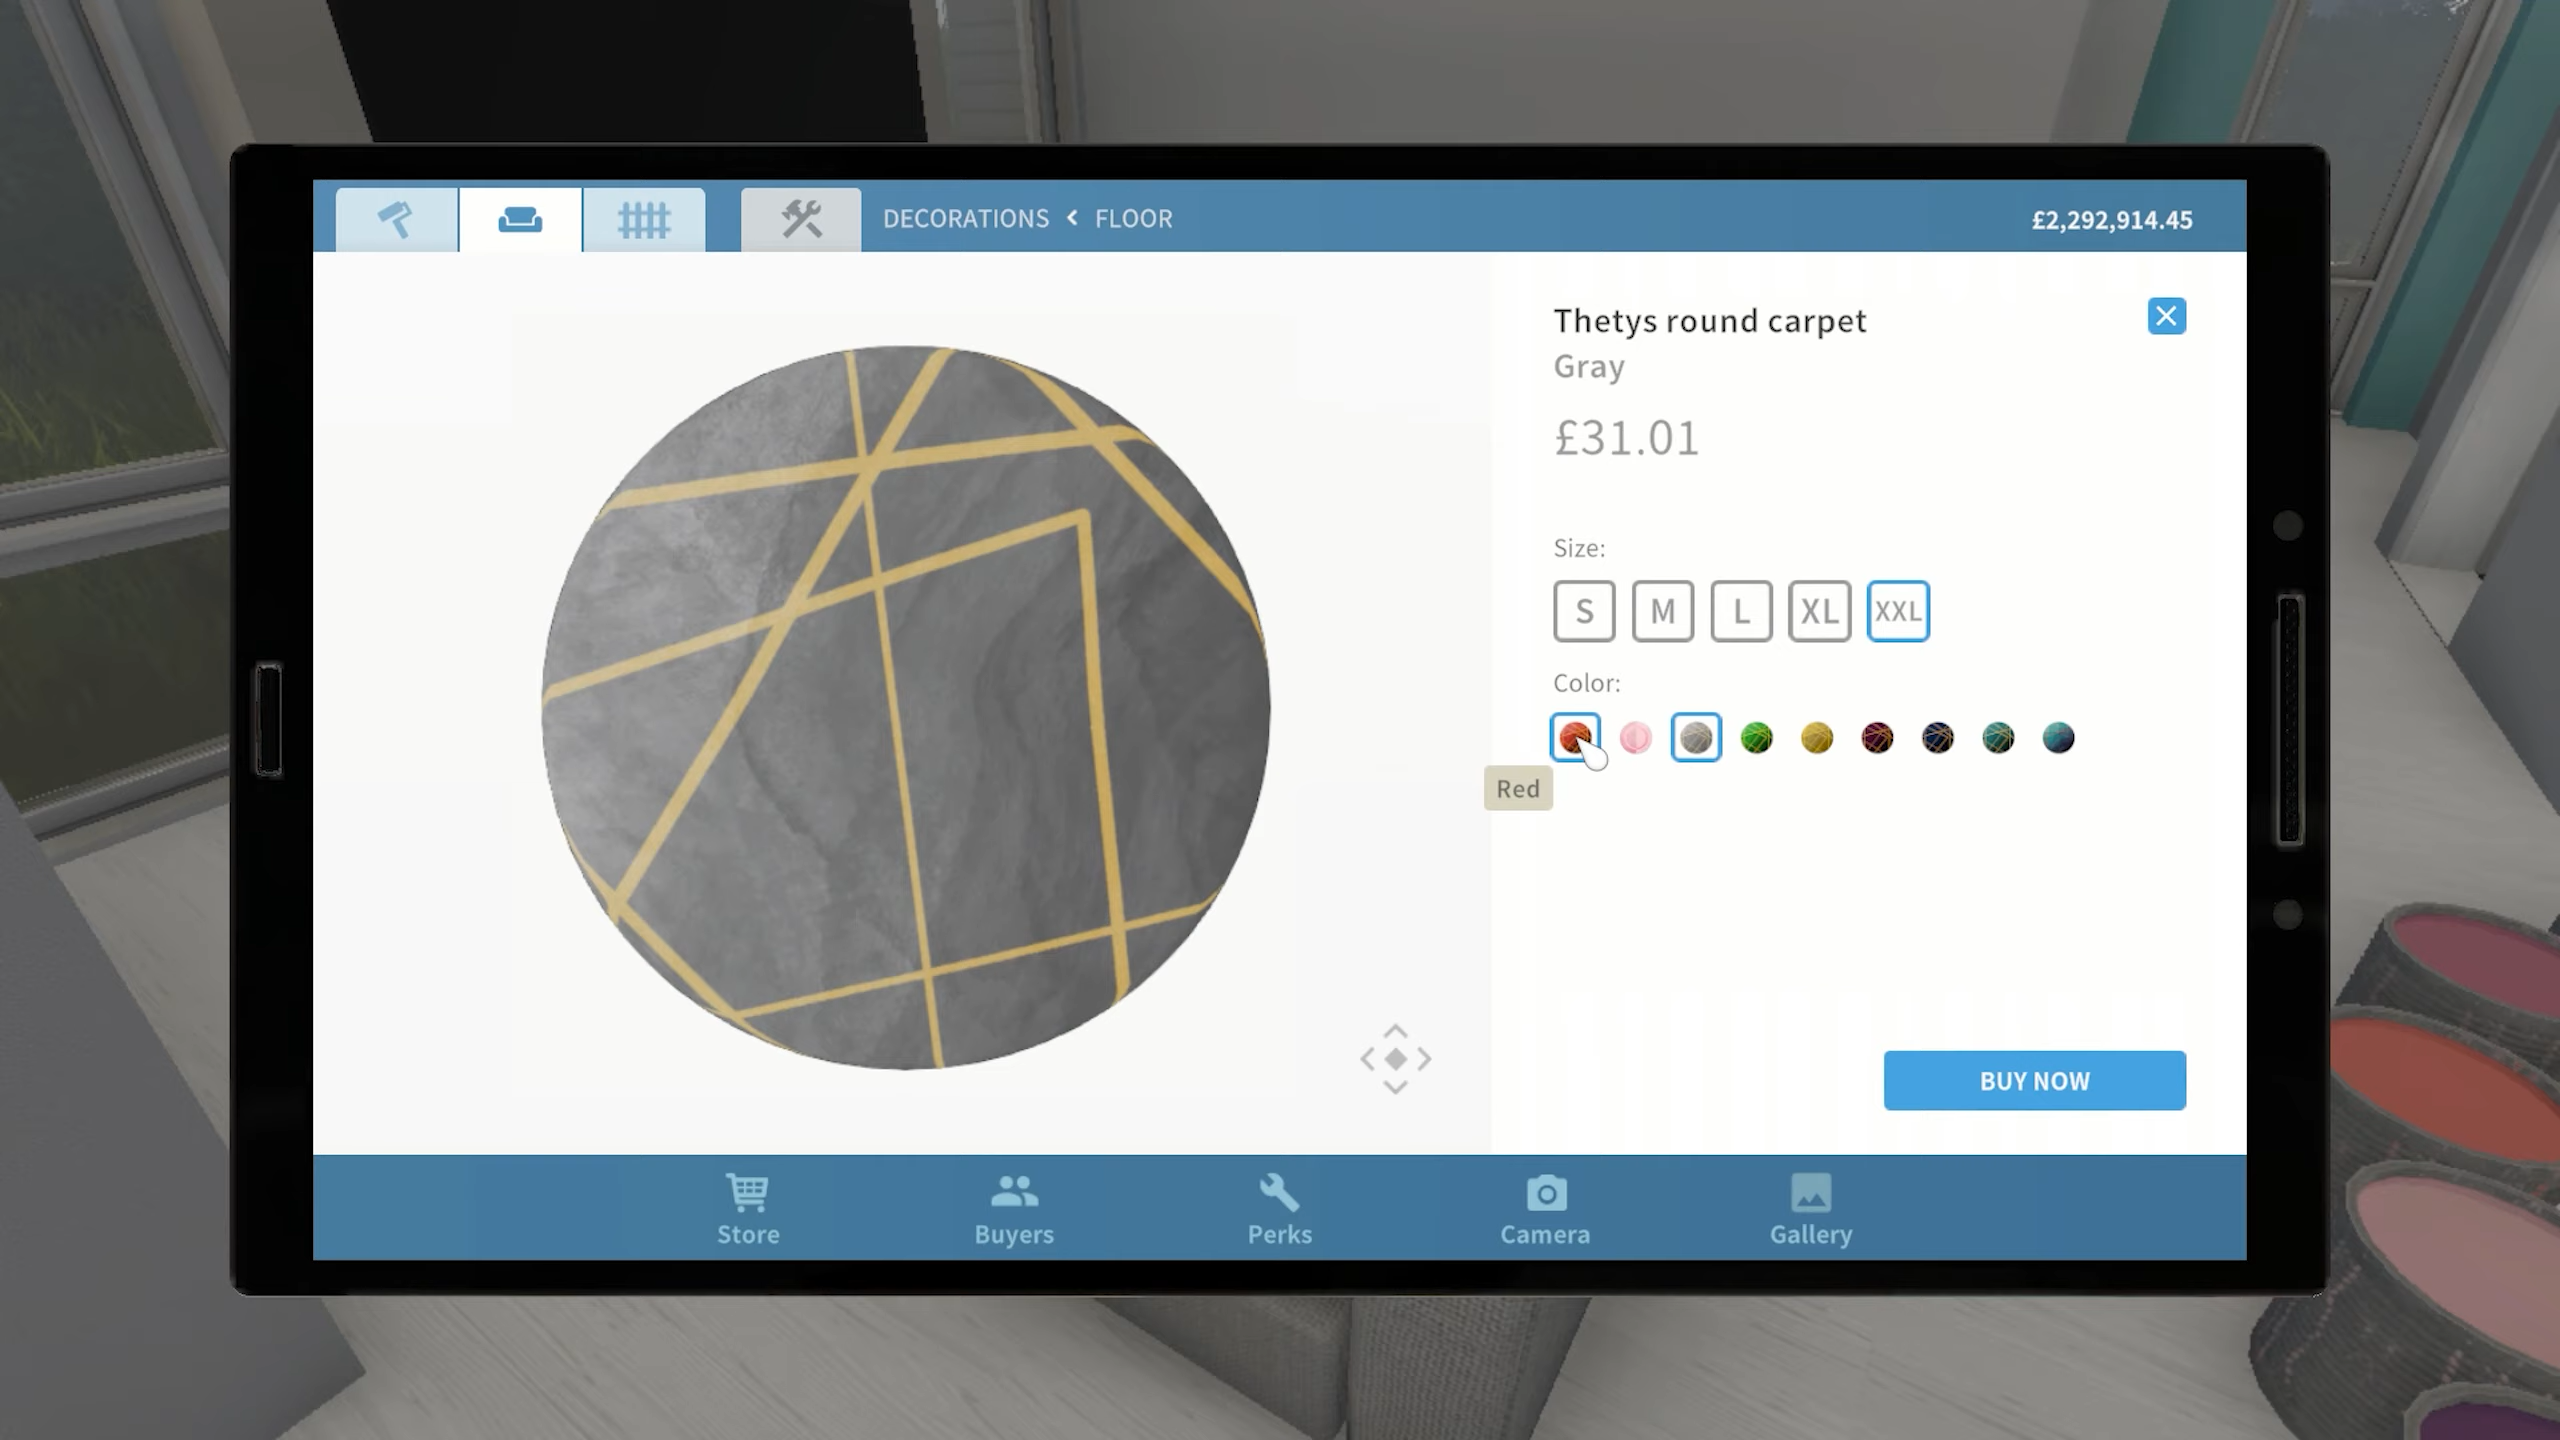 DECORATIONS < FLOOR
£2,292,914.45
Thetys round carpet
Gray
£31.01
Size:
S M L XL XXL
Color:
Red
BUY NOW
Store Buyers Perks Camera Gallery